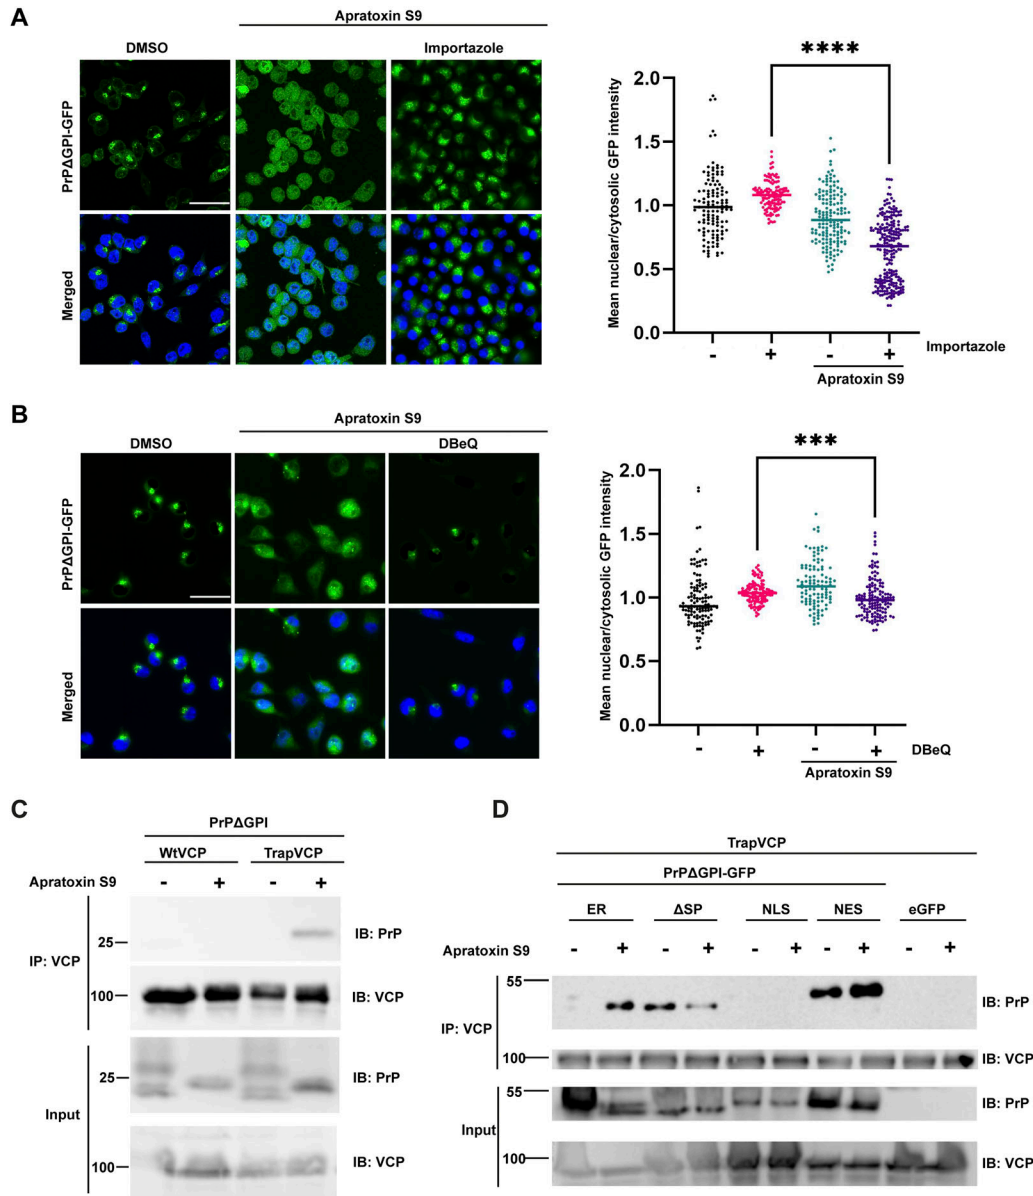 A
Apratoxin S9
DMSO
Importazole
PrPΔGPI-GFP
Merged
Mean nuclear/cytosolic GFP intensity
2.0
1.5
1.0
0.5
0.0
****
- + - +
Importazole
Apratoxin S9
B
Apratoxin S9
DMSO
DBeQ
PrPΔGPI-GFP
Merged
Mean nuclear/cytosolic GFP intensity
2.0
1.5
1.0
0.5
0.0
***
- + - +
DBeQ
Apratoxin S9
C
PrPΔGPI
WtVCP TrapVCP
Apratoxin S9 - + - +
IP: VCP
25
IB: PrP
100
IB: VCP
Input
25
IB: PrP
100
IB: VCP
D
TrapVCP
PrPΔGPI-GFP
ER ΔSP NLS NES eGFP
Apratoxin S9 - + - + - + - + - +
IP: VCP
55
IB: PrP
100
IB: VCP
Input
55
IB: PrP
100
IB: VCP